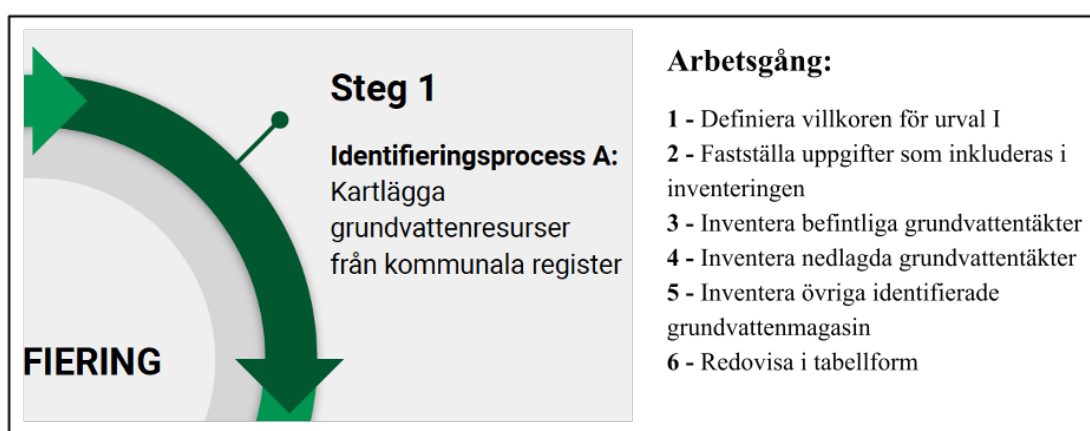 Steg 1
Identifieringsprocess A:
Kartlägga
grundvattenresurser
från kommunala register
FIERING
Arbetsgång:
1 - Definiera villkoren för urval I
2 - Fastställa uppgifter som inkluderas i
inventeringen
3 - Inventera befintliga grundvattentäkter
4 - Inventera nedlagda grundvattentäkter
5 - Inventera övriga identifierade
grundvattenmagasin
6 - Redovisa i tabellform